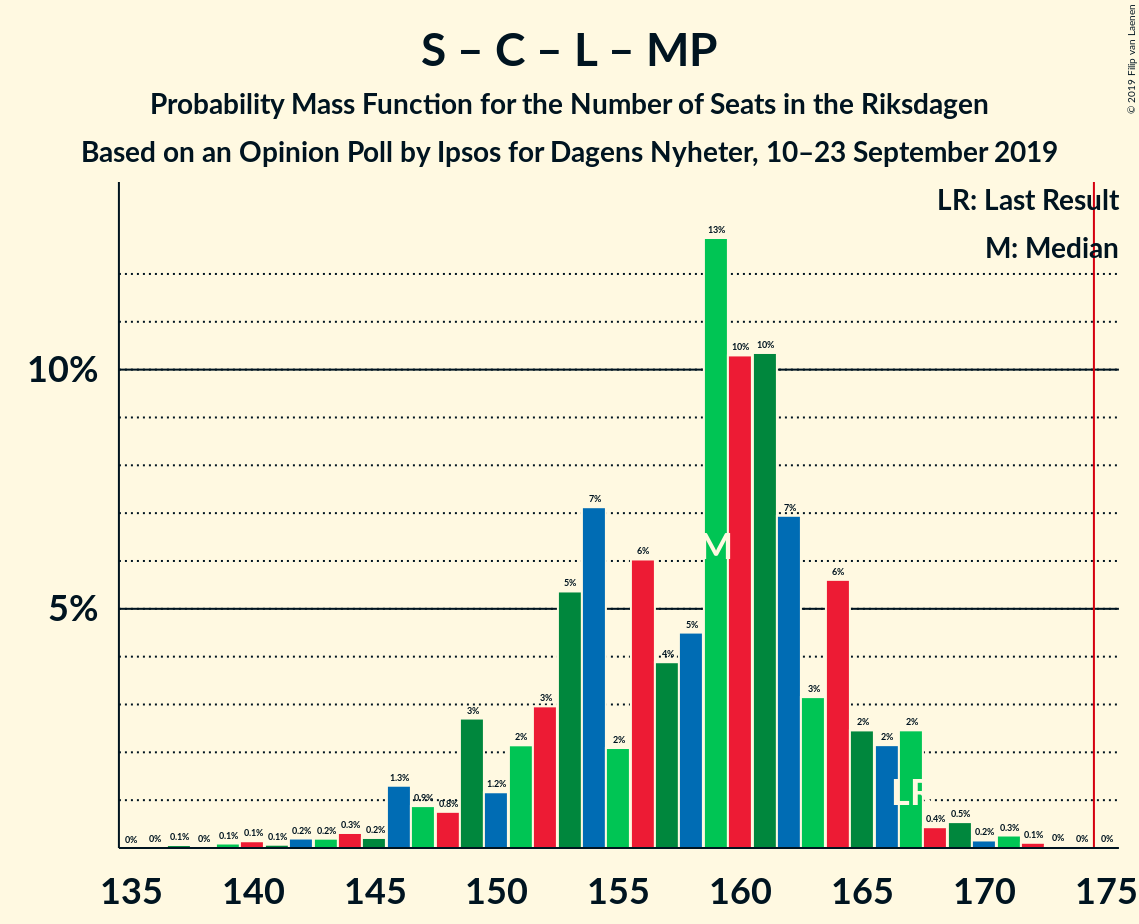 S – C – L – MP
Probability Mass Function for the Number of Seats in the Riksdagen
Based on an Opinion Poll by Ipsos for Dagens Nyheter, 10–23 September 2019
© 2019 Filip van Laenen
LR: Last Result
M: Median
10%
5%
0% 0% 0.1% 0% 0.1% 0.1% 0.1% 0.2% 0.2% 0.3% 0.2% 1.3% 0.9% 0.8% 3% 1.2% 2% 3% 5% 7% 2% 6% 4% 5% 13% 10% 10% 7% 3% 6% 2% 2% 2% 0.4% 0.5% 0.2% 0.3% 0.1% 0% 0% 0%
M
LR
135 140 145 150 155 160 165 170 175